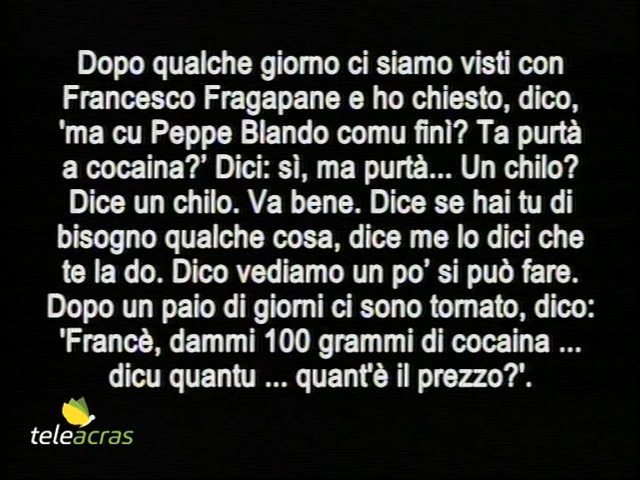 Dopo qualche giorno ci siamo visti con
Francesco Fragapane e ho chiesto, dico,
'ma cu Peppe Blando comu finì? Ta purtà
a cocaina?’ Dici: sì, ma purtà... Un chilo?
Dice un chilo. Va bene. Dice se hai tu di
bisogno qualche cosa, dice me lo dici che
te la do. Dico vediamo un po’ si può fare.
Dopo un paio di giorni ci sono tornato, dico:
'Francè, dammi 100 grammi di cocaina ...
dicu quantu ... quant'è il prezzo?'.
teleacras